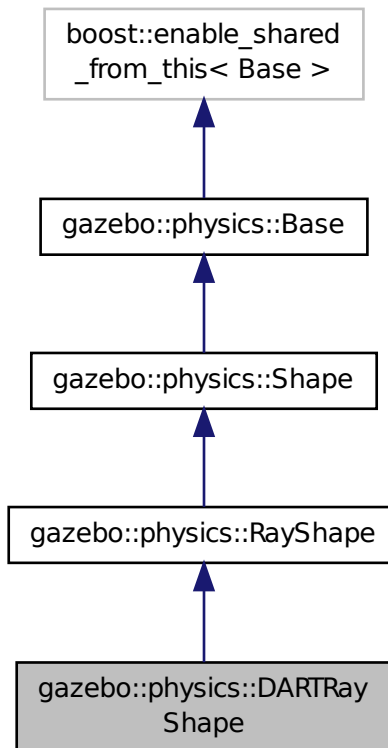 boost::enable_shared
_from_this< Base >
gazebo::physics::Base
gazebo::physics::Shape
gazebo::physics::RayShape
gazebo::physics::DARTRay
Shape